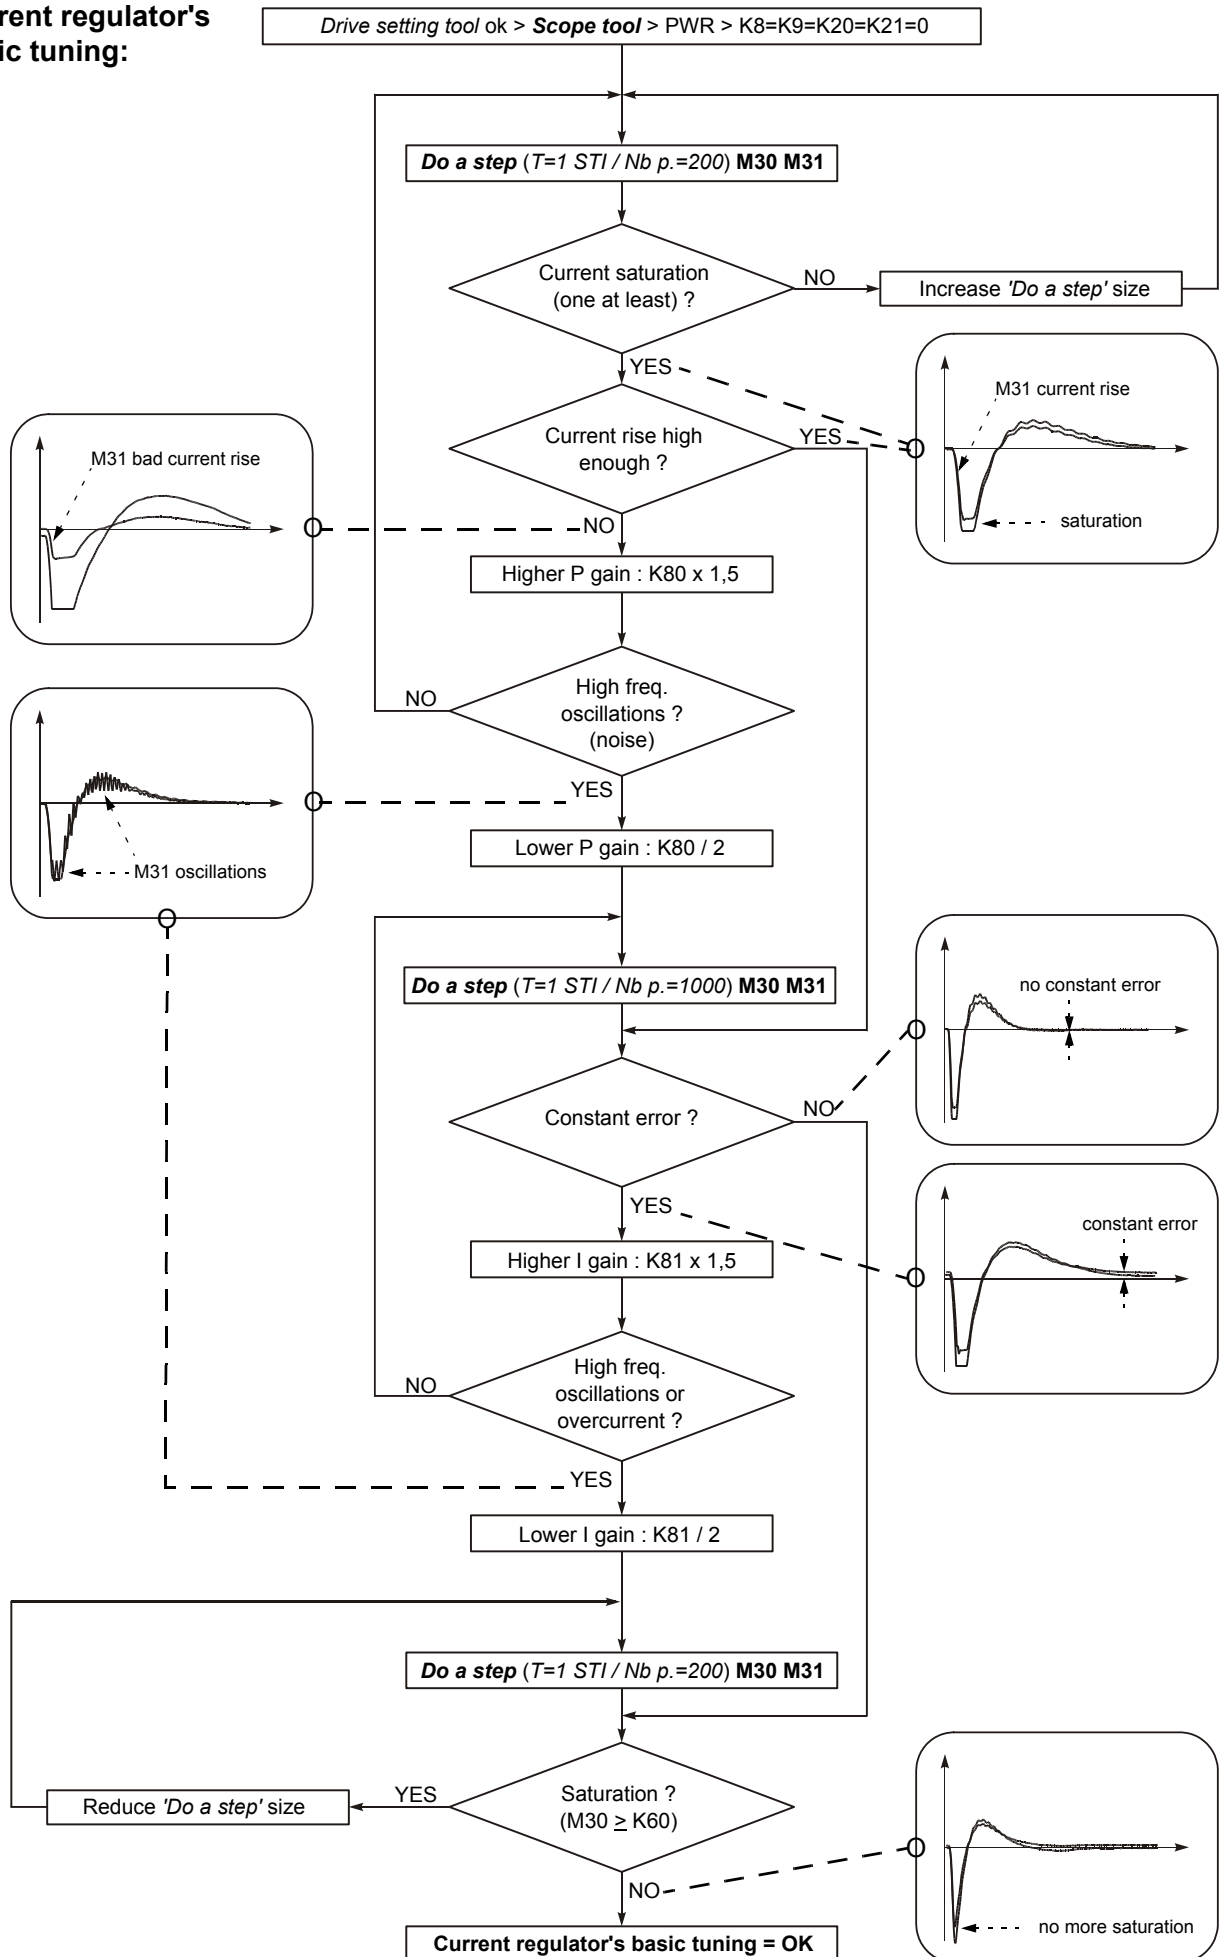 rent regulator's
ic tuning:
Drive setting tool ok > Scope tool > PWR > K8=K9=K20=K21=0
Do a step (T=1 STI / Nb p.=200) M30 M31
Current saturation
(one at least) ?
NO
Increase 'Do a step' size
YES
M31 current rise
saturation
Current rise high
enough ?
YES
M31 bad current rise
NO
Higher P gain : K80 x 1,5
High freq.
oscillations ?
(noise)
NO
YES
M31 oscillations
Lower P gain : K80 / 2
Do a step (T=1 STI / Nb p.=1000) M30 M31
no constant error
Constant error ?
NO
YES
constant error
Higher I gain : K81 x 1,5
High freq.
oscillations or
overcurrent ?
NO
YES
Lower I gain : K81 / 2
Do a step (T=1 STI / Nb p.=200) M30 M31
Saturation ?
(M30 ≥ K60)
YES
Reduce 'Do a step' size
NO
no more saturation
Current regulator's basic tuning = OK